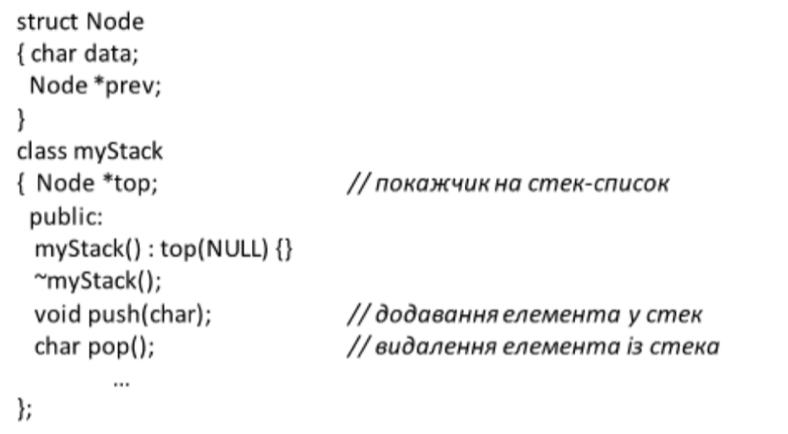 struct Node
{ char data;
Node *prev;
}
class myStack
{ Node *top; // покажчик на стек-список
public:
myStack() : top(NULL) {}
~myStack();
void push(char); // додавання елемента у стек
char pop(); // видалення елемента із стека
...
};